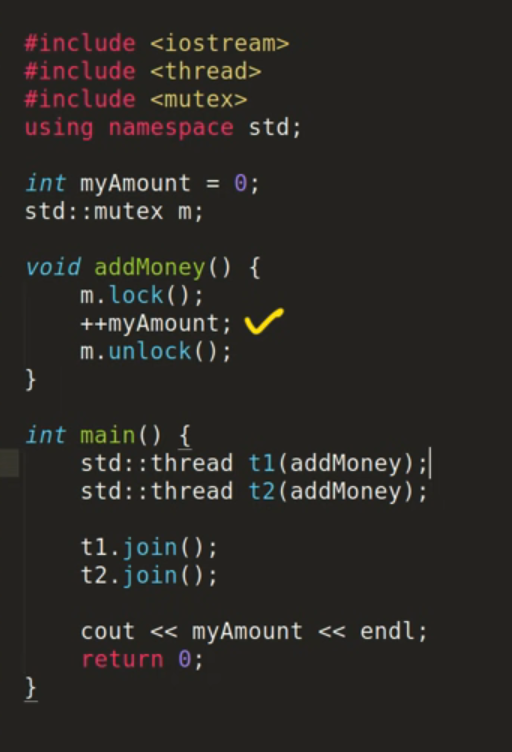 #include <iostream>
#include <thread>
#include <mutex>
using namespace std;
int myAmount = 0;
std::mutex m;
void addMoney() {
m.lock();
++myAmount;
m.unlock();
}
int main() {
std::thread t1(addMoney);
std::thread t2(addMoney);
t1.join();
t2.join();
cout << myAmount << endl;
return 0;
}